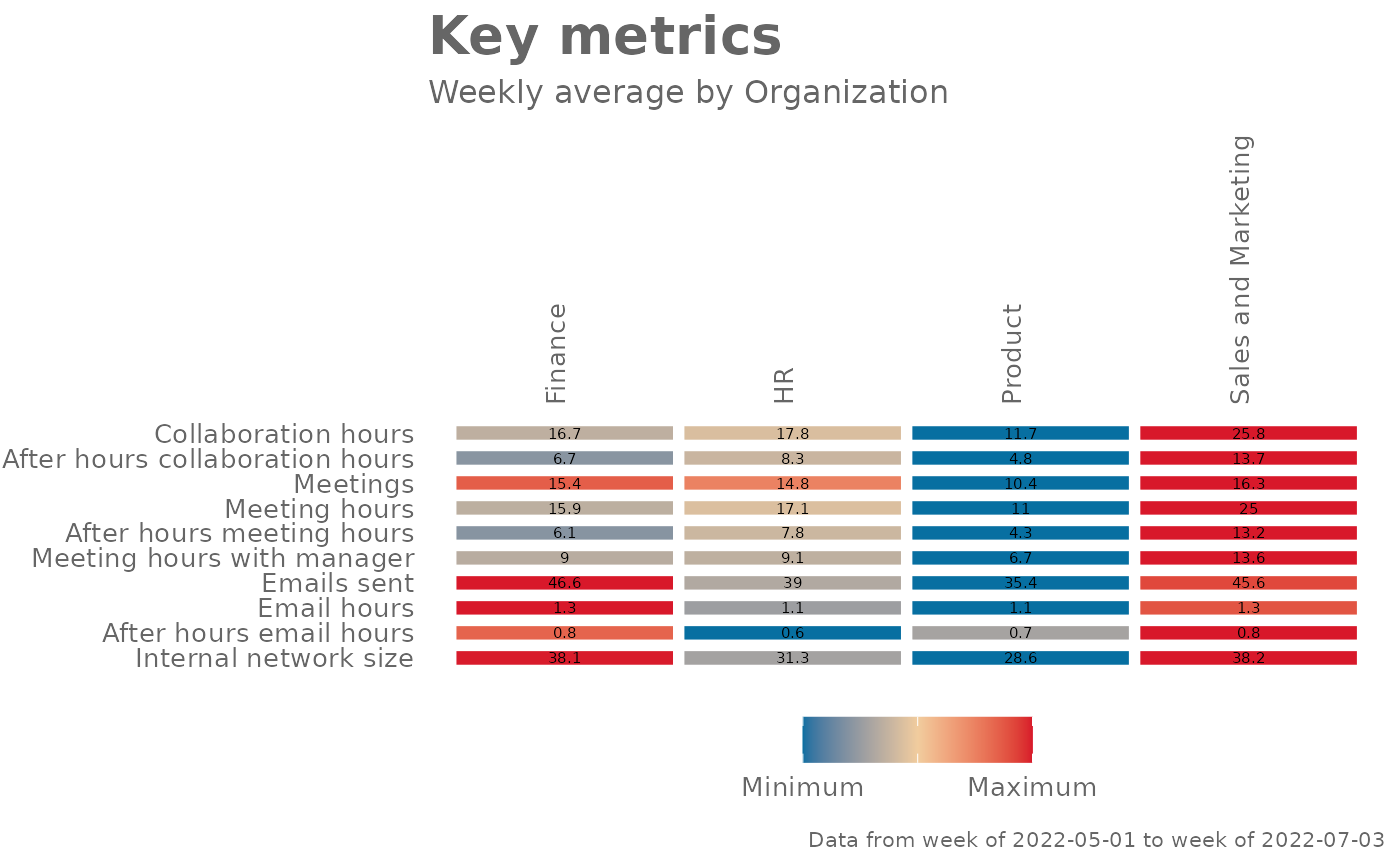 Key metrics
Weekly average by Organization
Finance
HR
Product
Sales and Marketing
Collaboration hours 16.7 17.8 11.7 25.8
After hours collaboration hours 6.7 8.3 4.8 13.7
Meetings 15.4 14.8 10.4 16.3
Meeting hours 15.9 17.1 11 25
After hours meeting hours 6.1 7.8 4.3 13.2
Meeting hours with manager 9 9.1 6.7 13.6
Emails sent 46.6 39 35.4 45.6
Email hours 1.3 1.1 1.1 1.3
After hours email hours 0.8 0.6 0.7 0.8
Internal network size 38.1 31.3 28.6 38.2
Minimum Maximum
Data from week of 2022-05-01 to week of 2022-07-03